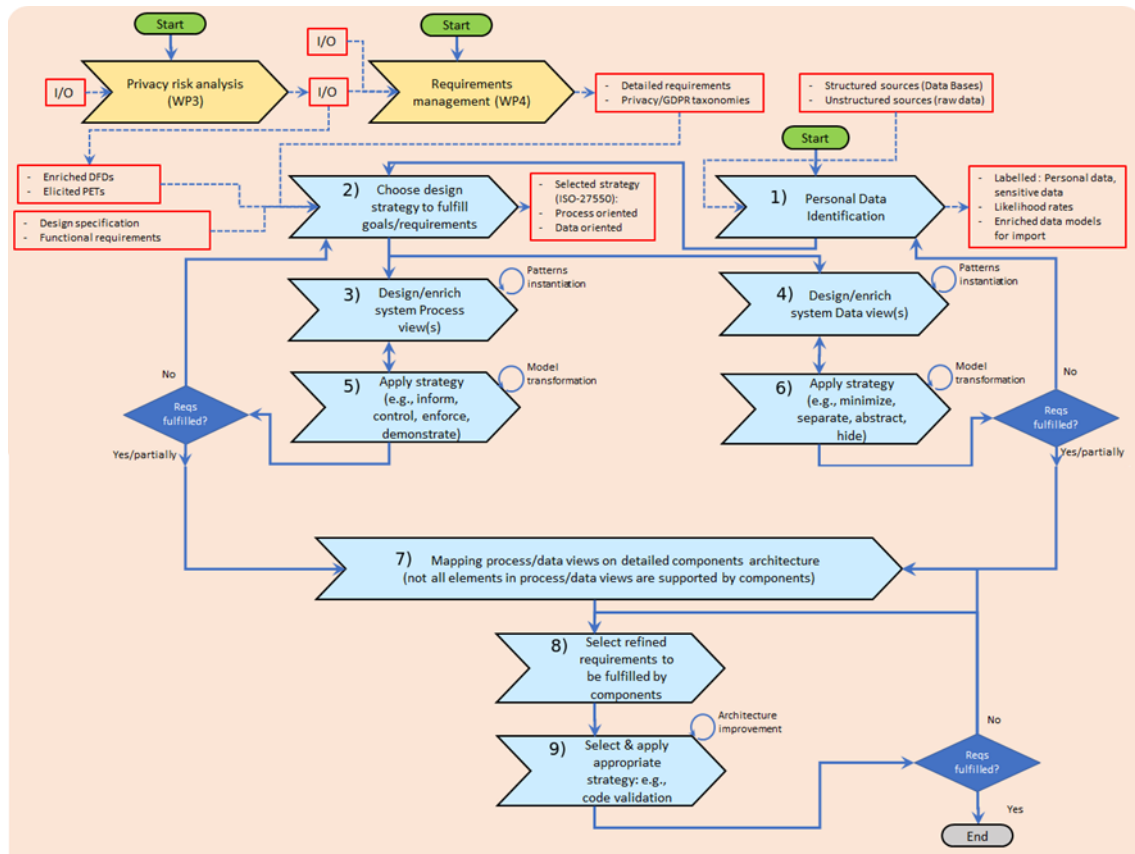 Start
Start
I/O
I/O
Privacy risk analysis
(WP3)
I/O
Requirements
management (WP4)
- Detailed requirements
- Privacy/GDPR taxonomies
- Structured sources (Data Bases)
- Unstructured sources (raw data)
Start
- Enriched DFDs
- Elicited PETs
- Design specification
- Functional requirements
2) Choose design
strategy to fulfill
goals/requirements
- Selected strategy
(ISO-27550):
- Process oriented
- Data oriented
1) Personal Data
Identification
- Labelled : Personal data,
sensitive data
- Likelihood rates
- Enriched data models
for import
3) Design/enrich
system Process
view(s)
Patterns
instantiation
4) Design/enrich
system Data view(s)
Patterns
instantiation
No
Reqs
fulfilled?
Yes/partially
5) Apply strategy
(e.g., inform,
control, enforce,
demonstrate)
Model
transformation
6) Apply strategy
(e.g., minimize,
separate, abstract,
hide)
Model
transformation
No
Reqs
fulfilled?
Yes/partially
7) Mapping process/data views on detailed components architecture
(not all elements in process/data views are supported by components)
8) Select refined
requirements to
be fulfilled by
components
9) Select & apply
appropriate
strategy: e.g.,
code validation
Architecture
improvement
No
Reqs
fulfilled?
Yes
End